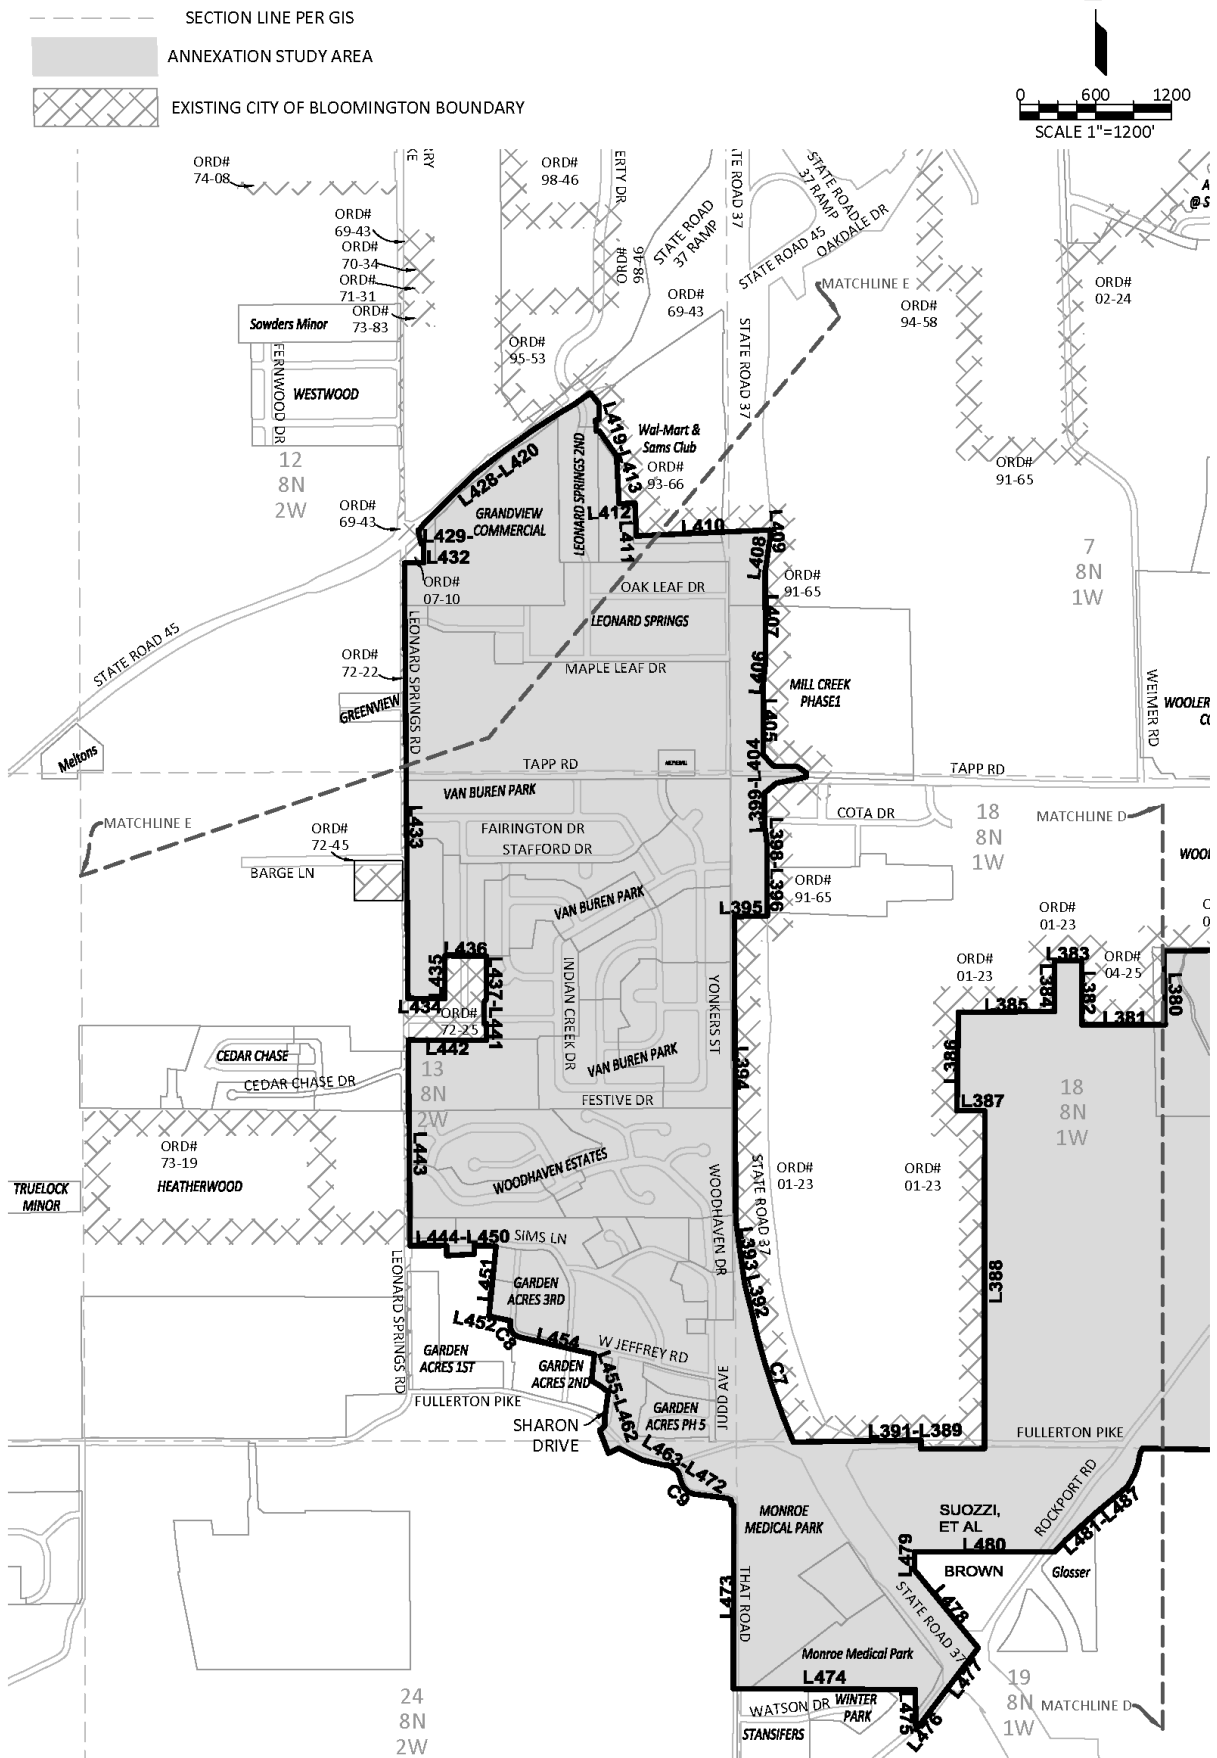 SECTION LINE PER GIS
ANNEXATION STUDY AREA
EXISTING CITY OF BLOOMINGTON BOUNDARY
0 600 1200
SCALE 1"=1200'
ORD#
74-08
ORD#
98-46
ERTY DR
STATE ROAD
37 RAMP
STATE ROAD 37
STATE ROAD
37 RAMP
STATE ROAD 45
OAKDALE DR
ORD#
69-43
ORD#
70-34
ORD#
71-31
ORD#
73-83
ORD#
98-46
ORD#
69-43
MATCHLINE E
ORD#
94-58
ORD#
02-24
Sowders Minor
FERNWOOD DR
WESTWOOD
ORD#
95-53
STATE ROAD 37
12
8N
2W
L428-L420
LEONARD SPRINGS 2ND
L419-L413
Wal-Mart &
Sams Club
ORD#
93-66
ORD#
91-65
ORD#
69-43
GRANDVIEW
COMMERCIAL
L412
L411
L410
L409
L408
L429-
L432
ORD#
07-10
OAK LEAF DR
ORD#
91-65
7
8N
1W
LEONARD SPRINGS
L407
MAPLE LEAF DR
L406
STATE ROAD 45
ORD#
72-22
LEONARD SPRINGS RD
GREENVIEW
L405
MILL CREEK
PHASE1
WEIMER RD
Meltons
TAPP RD
L399-L404
TAPP RD
VAN BUREN PARK
MATCHLINE E
ORD#
72-45
L433
FAIRINGTON DR
STAFFORD DR
COTA DR
18
8N
1W
MATCHLINE D
L398-L396
BARGE LN
VAN BUREN PARK
L395
ORD#
91-65
ORD#
01-23
L436
L435
L434
L437-L441
INDIAN CREEK DR
YONKERS ST
ORD#
01-23
L383
ORD#
04-25
L384
L382
L380
L385
L381
ORD#
72-25
L442
CEDAR CHASE
CEDAR CHASE DR
13
8N
2W
VAN BUREN PARK
L394
L386
FESTIVE DR
L387
18
8N
1W
ORD#
73-19
HEATHERWOOD
TRUELOCK
MINOR
L443
WOODHAVEN ESTATES
WOODHAVEN DR
STATE ROAD 37
ORD#
01-23
ORD#
01-23
L444-L450
SIMS LN
L393
L392
L388
LEONARD SPRINGS RD
L451
GARDEN
ACRES 3RD
L452
C8
L454
W JEFFREY RD
GARDEN
ACRES 1ST
GARDEN
ACRES 2ND
C7
JUDD AVE
FULLERTON PIKE
L455-L462
GARDEN
ACRES PH 5
SHARON
DRIVE
L391-L389
FULLERTON PIKE
L463-L472
C9
MONROE
MEDICAL PARK
SUOZZI,
ET AL
L480
ROCKPORT RD
L481-L487
L479
BROWN
Glosser
THAT ROAD
L473
STATE ROAD 37
L478
Monroe Medical Park
L474
L477
19
8N
1W
MATCHLINE D
24
8N
2W
WATSON DR
WINTER
PARK
L475
L476
STANSIFERS